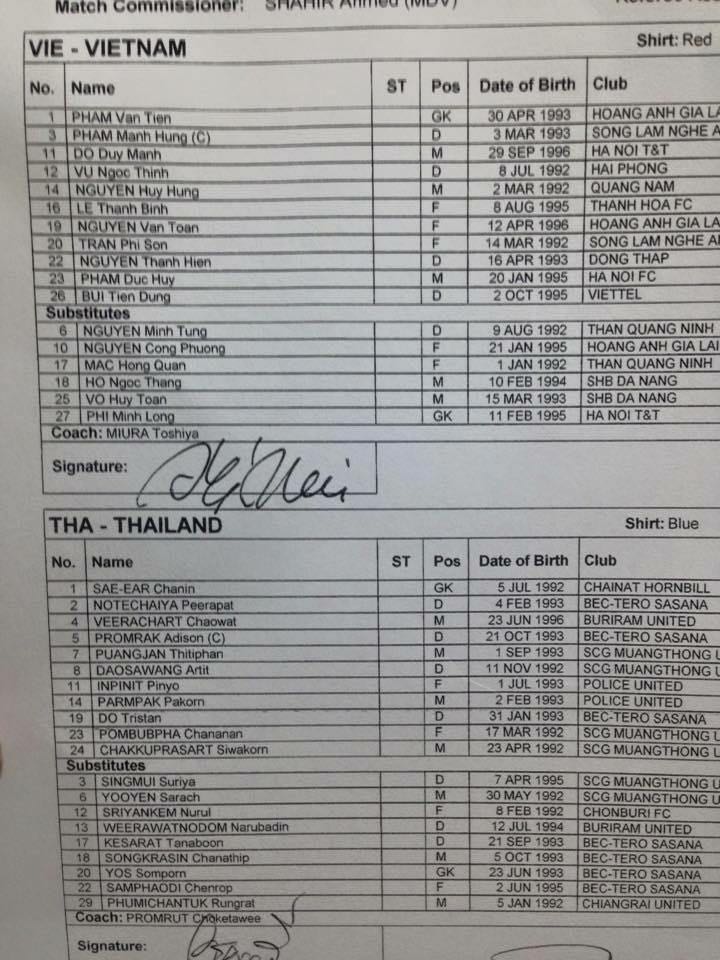 Match Commissioner: SHAHIR Ahmed (MDV)
VIE - VIETNAM Shirt: Red
No. Name ST Pos Date of Birth Club
1 PHAM Van Tien GK 30 APR 1993 HOANG ANH GIA LA
3 PHAM Manh Hung (C) D 3 MAR 1993 SONG LAM NGHE A
11 DO Duy Manh M 29 SEP 1996 HA NOI T&T
12 VU Ngoc Thinh D 8 JUL 1992 HAI PHONG
14 NGUYEN Huy Hung M 2 MAR 1992 QUANG NAM
16 LE Thanh Binh F 8 AUG 1995 THANH HOA FC
19 NGUYEN Van Toan F 12 APR 1996 HOANG ANH GIA LA
20 TRAN Phi Son F 14 MAR 1992 SONG LAM NGHE A
22 NGUYEN Thanh Hien D 16 APR 1993 DONG THAP
23 PHAM Duc Huy M 20 JAN 1995 HA NOI FC
26 BUI Tien Dung D 2 OCT 1995 VIETTEL
Substitutes
6 NGUYEN Minh Tung D 9 AUG 1992 THAN QUANG NINH
10 NGUYEN Cong Phuong F 21 JAN 1995 HOANG ANH GIA LAI
17 MAC Hong Quan F 1 JAN 1992 THAN QUANG NINH
18 HO Ngoc Thang M 10 FEB 1994 SHB DA NANG
25 VO Huy Toan M 15 MAR 1993 SHB DA NANG
27 PHI Minh Long GK 11 FEB 1995 HA NOI T&T
Coach: MIURA Toshiya
Signature:
THA - THAILAND Shirt: Blue
No. Name ST Pos Date of Birth Club
1 SAE-EAR Chanin GK 5 JUL 1992 CHAINAT HORNBILL
2 NOTECHAIYA Peerapat D 4 FEB 1993 BEC-TERO SASANA
4 VEERACHART Chaowat M 23 JUN 1996 BURIRAM UNITED
5 PROMRAK Adison (C) D 21 OCT 1993 BEC-TERO SASANA
7 PUANGJAN Thitiphan M 1 SEP 1993 SCG MUANGTHONG U
8 DAOSAWANG Artit D 11 NOV 1992 SCG MUANGTHONG U
11 INPINIT Pinyo F 1 JUL 1993 POLICE UNITED
14 PARMPAK Pakorn M 2 FEB 1993 POLICE UNITED
19 DO Tristan D 31 JAN 1993 BEC-TERO SASANA
23 POMBUBPHA Chananan F 17 MAR 1992 SCG MUANGTHONG U
24 CHAKKUPRASART Siwakorn M 23 APR 1992 SCG MUANGTHONG U
Substitutes
3 SINGMUI Suriya D 7 APR 1995 SCG MUANGTHONG U
6 YOOYEN Sarach M 30 MAY 1992 SCG MUANGTHONG U
12 SRIYANKEM Nurul F 8 FEB 1992 CHONBURI FC
13 WEERAWATNODOM Narubadin D 12 JUL 1994 BURIRAM UNITED
17 KESARAT Tanaboon D 21 SEP 1993 BEC-TERO SASANA
18 SONGKRASIN Chanathip M 5 OCT 1993 BEC-TERO SASANA
20 YOS Somporn GK 23 JUN 1993 BEC-TERO SASANA
22 SAMPHAODI Chenrop F 2 JUN 1995 BEC-TERO SASANA
29 PHUMICHANTUK Rungrat M 5 JAN 1992 CHIANGRAI UNITED
Coach: PROMRUT Choketawee
Signature: